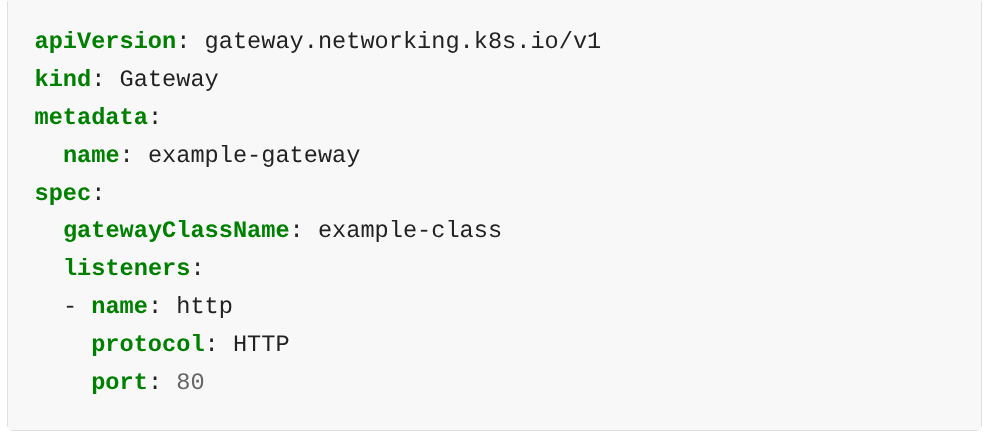 apiVersion: gateway.networking.k8s.io/v1
kind: Gateway
metadata:
  name: example-gateway
spec:
  gatewayClassName: example-class
  listeners:
  - name: http
    protocol: HTTP
    port: 80